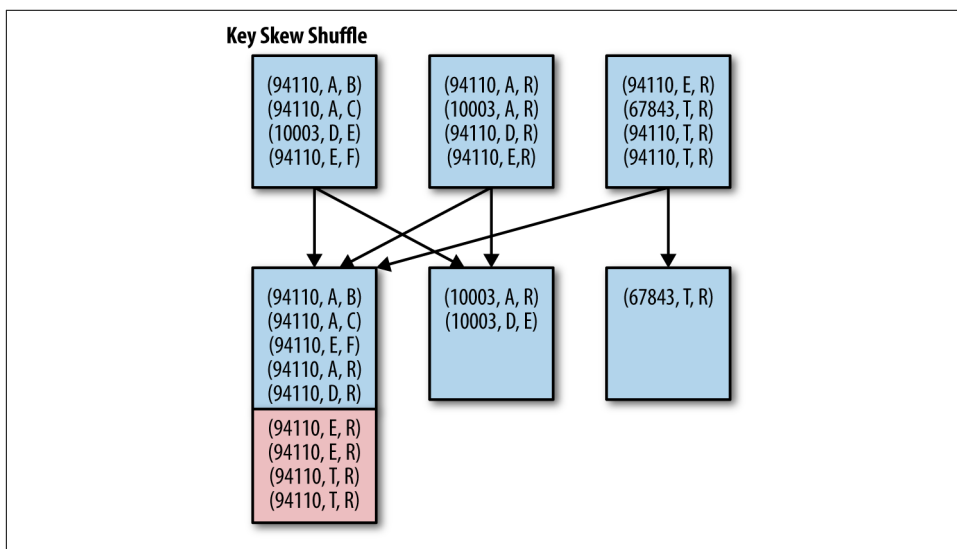 Key Skew Shuffle
(94110, A, B)
(94110, A, C)
(10003, D, E)
(94110, E, F)
(94110, A, R)
(10003, A, R)
(94110, D, R)
(94110, E,R)
(94110, E, R)
(67843, T, R)
(94110, T, R)
(94110, T, R)
(94110, A, B)
(94110, A, C)
(94110, E, F)
(94110, A, R)
(94110, D, R)
(94110, E, R)
(94110, E, R)
(94110, T, R)
(94110, T, R)
(10003, A, R)
(10003, D, E)
(67843, T, R)